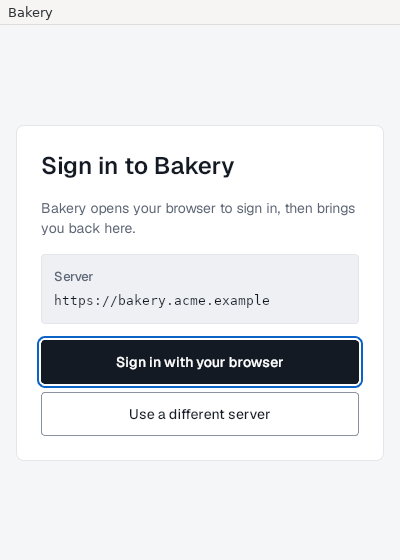 Bakery
Sign in to Bakery
Bakery opens your browser to sign in, then brings
you back here.
Server
https://bakery.acme.example
Sign in with your browser
Use a different server